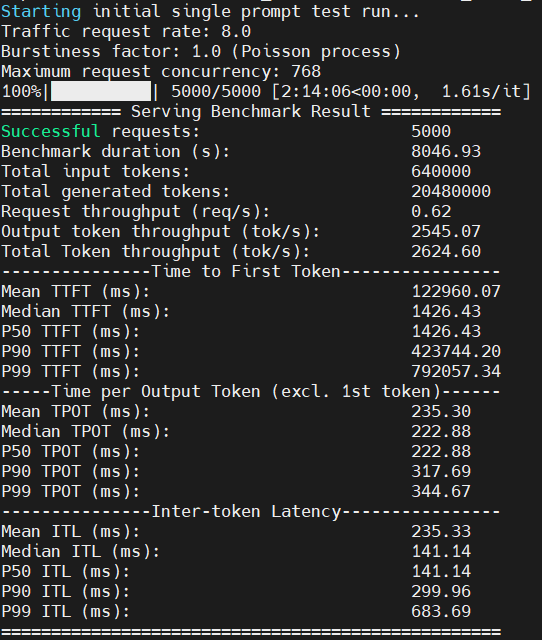 Starting initial single prompt test run...
Traffic request rate: 8.0
Burstiness factor: 1.0 (Poisson process)
Maximum request concurrency: 768
100%|██████████| 5000/5000 [2:14:06<00:00,  1.61s/it]
============ Serving Benchmark Result ============
Successful requests:                     5000
Benchmark duration (s):                  8046.93
Total input tokens:                      640000
Total generated tokens:                  20480000
Request throughput (req/s):              0.62
Output token throughput (tok/s):         2545.07
Total Token throughput (tok/s):          2624.60
---------------Time to First Token----------------
Mean TTFT (ms):                          122960.07
Median TTFT (ms):                        1426.43
P50 TTFT (ms):                           1426.43
P90 TTFT (ms):                           423744.20
P99 TTFT (ms):                           792057.34
-----Time per Output Token (excl. 1st token)------
Mean TPOT (ms):                          235.30
Median TPOT (ms):                        222.88
P50 TPOT (ms):                           222.88
P90 TPOT (ms):                           317.69
P99 TPOT (ms):                           344.67
---------------Inter-token Latency----------------
Mean ITL (ms):                           235.33
Median ITL (ms):                         141.14
P50 ITL (ms):                            141.14
P90 ITL (ms):                            299.96
P99 ITL (ms):                            683.69
==================================================